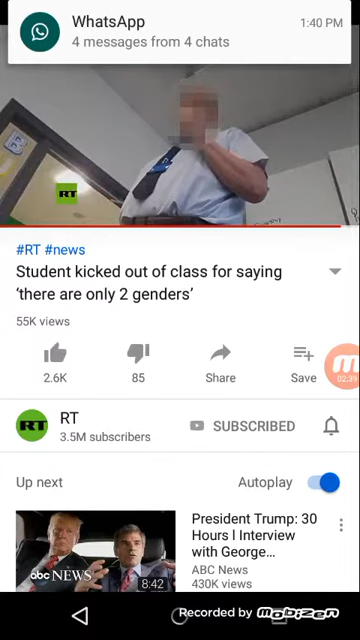 WhatsApp
1:40 PM
4 messages from 4 chats
B
RT
#RT #news
Student kicked out of class for saying
‘there are only 2 genders’
55K views
2.6K
85
Share
Save
02:39
RT
RT
3.5M subscribers
SUBSCRIBED
Up next
Autoplay
President Trump: 30
Hours I Interview
with George...
ABC News
430K views
abc NEWS
8:42
Recorded by mobizen